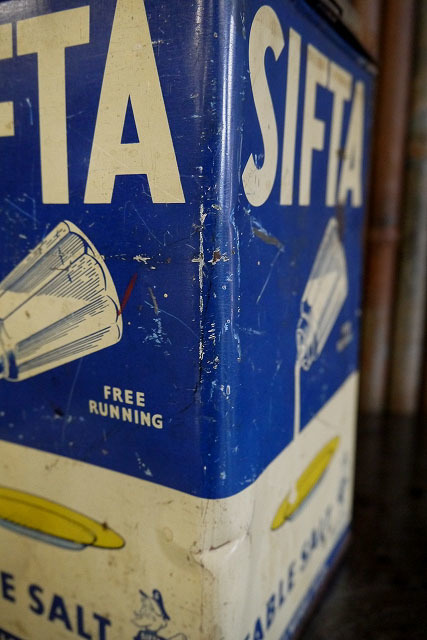 FTA
FREE
RUNNING
E SALT
SIFTA
TABLE SALT